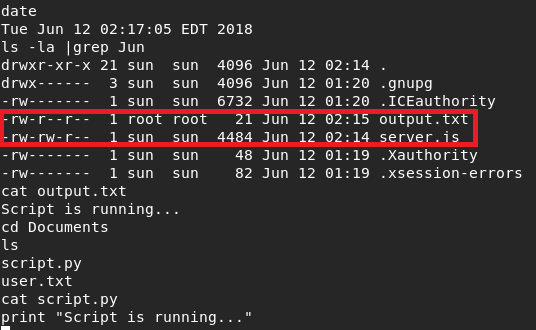 date
Tue Jun 12 02:17:05 EDT 2018
ls -la |grep Jun
drwxr-xr-x 21 sun  sun  4096 Jun 12 02:14 .
drwx------  3 sun  sun  4096 Jun 12 01:20 .gnupg
-rw-------  1 sun  sun  6732 Jun 12 01:20 .ICEauthority
-rw-r--r--  1 root root   21 Jun 12 02:15 output.txt
-rw-rw-r--  1 sun  sun  4484 Jun 12 02:14 server.js
-rw-------  1 sun  sun    48 Jun 12 01:19 .Xauthority
-rw-------  1 sun  sun    82 Jun 12 01:19 .xsession-errors
cat output.txt
Script is running...
cd Documents
ls
script.py
user.txt
cat script.py
print "Script is running..."